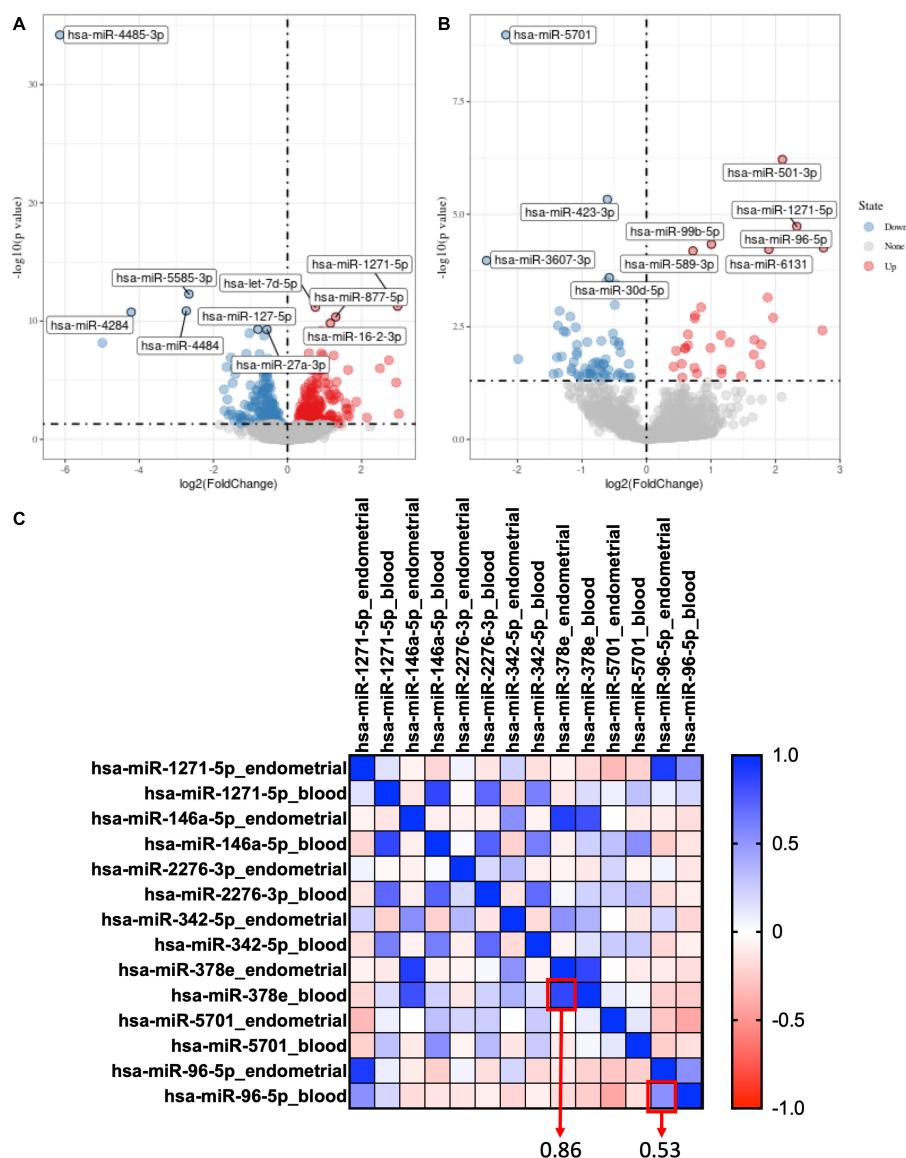 A
B
hsa-miR-4485-3p
hsa-miR-5701
30
7.5
hsa-miR-501-3p
20
hsa-miR-423-3p
5.0
hsa-miR-1271-5p
hsa-miR-99b-5p
hsa-miR-96-5p
hsa-miR-3607-3p
hsa-miR-589-3p
hsa-miR-6131
hsa-miR-30d-5p
State
Down
None
Up
hsa-miR-1271-5p
hsa-miR-5585-3p
hsa-let-7d-5p
hsa-miR-877-5p
hsa-miR-4284
hsa-miR-127-5p
hsa-miR-16-2-3p
hsa-miR-4484
hsa-miR-27a-3p
10
2.5
0
0.0
-log10(p value)
-log10(p value)
-6
-4
-2
0
2
-2
-1
0
1
2
3
log2(FoldChange)
log2(FoldChange)
C
hsa-miR-1271-5p_endometrial
hsa-miR-1271-5p_blood
hsa-miR-146a-5p_endometrial
hsa-miR-146a-5p_blood
hsa-miR-2276-3p_endometrial
hsa-miR-2276-3p_blood
hsa-miR-342-5p_endometrial
hsa-miR-342-5p_blood
hsa-miR-378e_endometrial
hsa-miR-378e_blood
hsa-miR-5701_endometrial
hsa-miR-5701_blood
hsa-miR-96-5p_endometrial
hsa-miR-96-5p_blood
hsa-miR-1271-5p_endometrial
hsa-miR-1271-5p_blood
hsa-miR-146a-5p_endometrial
hsa-miR-146a-5p_blood
hsa-miR-2276-3p_endometrial
hsa-miR-2276-3p_blood
hsa-miR-342-5p_endometrial
hsa-miR-342-5p_blood
hsa-miR-378e_endometrial
hsa-miR-378e_blood
hsa-miR-5701_endometrial
hsa-miR-5701_blood
hsa-miR-96-5p_endometrial
hsa-miR-96-5p_blood
1.0
0.5
0
-0.5
-1.0
0.86
0.53